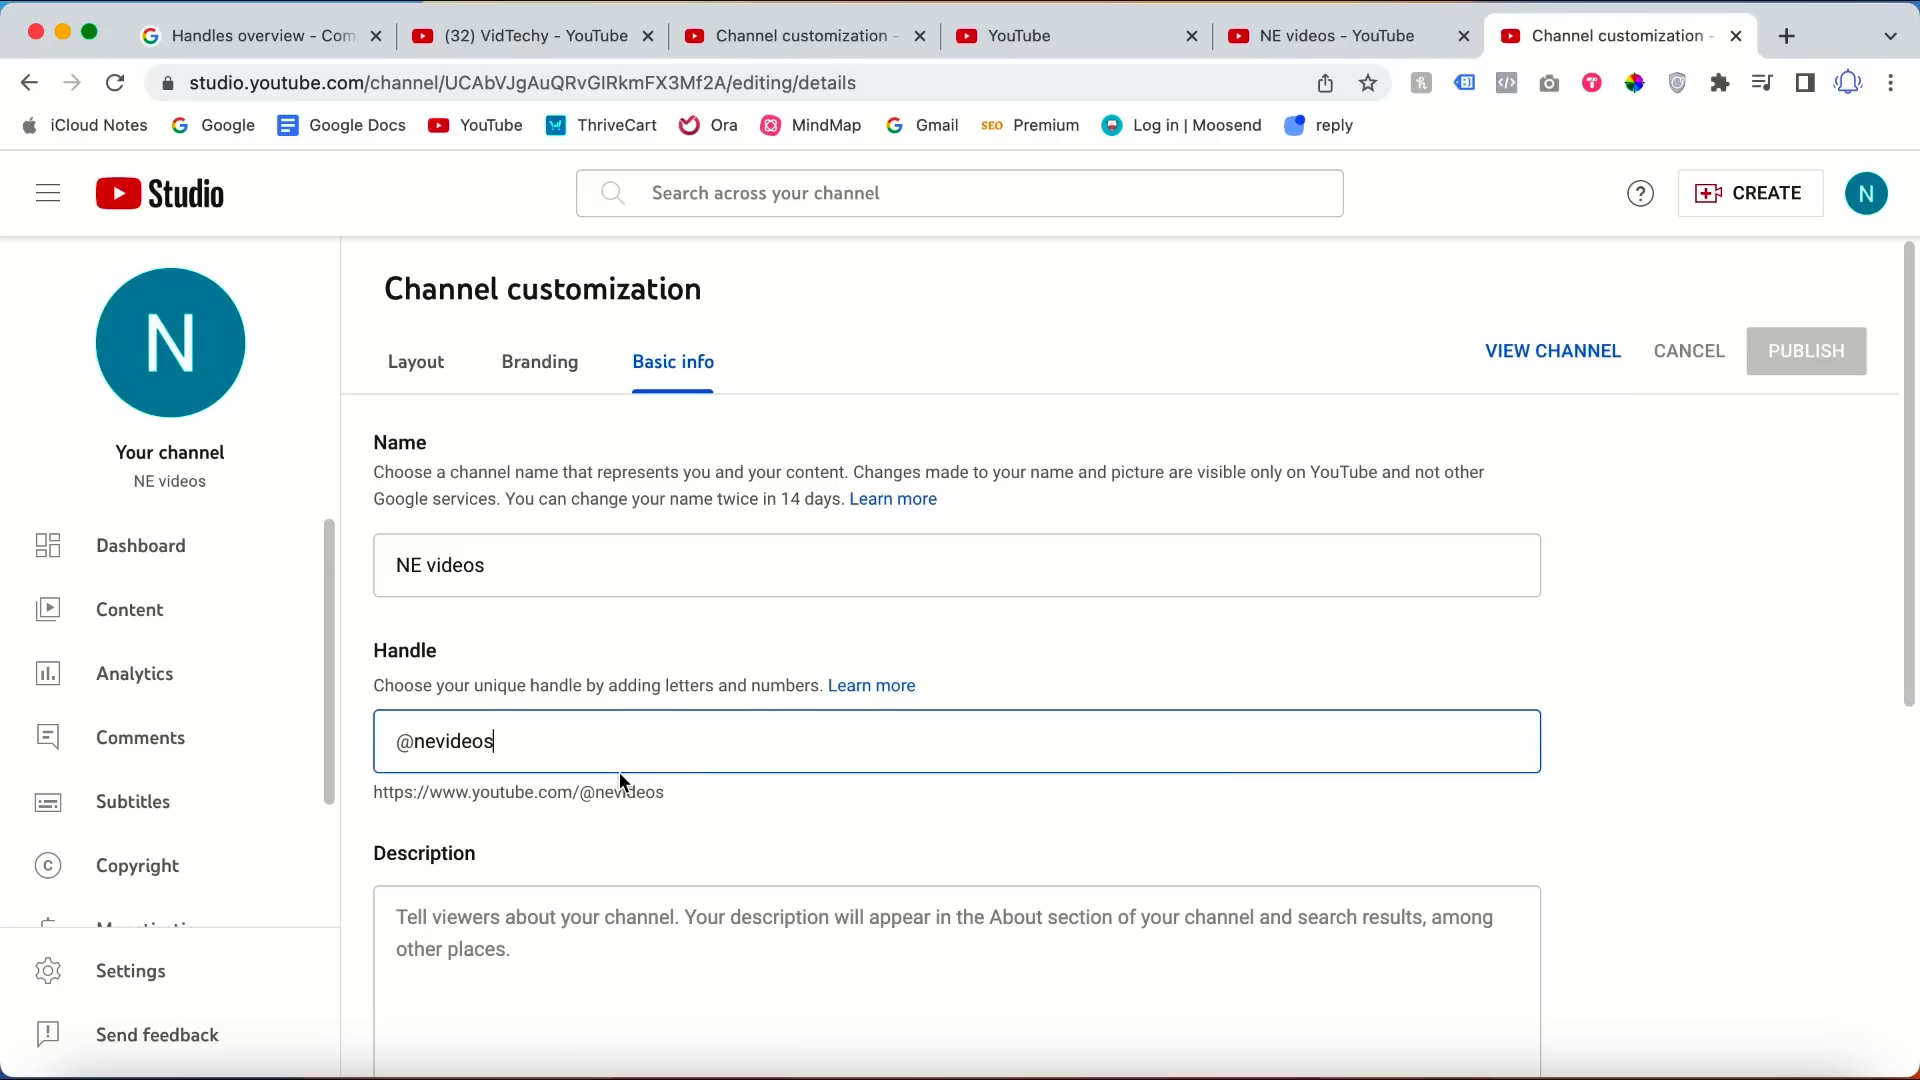 Handles overview - Com
(32) VidTechy - YouTube
Channel customization -
YouTube
NE videos - YouTube
Channel customization -
studio.youtube.com/channel/UCAbVJgAuQRvGIRkmFX3Mf2A/editing/details
iCloud Notes
Google
Google Docs
YouTube
ThriveCart
Ora
MindMap
Gmail
SEO Premium
Log in | Moosend
reply
Studio
Search across your channel
CREATE
N
N
Your channel
NE videos
Dashboard
Content
Analytics
Comments
Subtitles
Copyright
Settings
Send feedback
Channel customization
Layout
Branding
Basic info
VIEW CHANNEL
CANCEL
PUBLISH
Name
Choose a channel name that represents you and your content. Changes made to your name and picture are visible only on YouTube and not other
Google services. You can change your name twice in 14 days. Learn more
NE videos
Handle
Choose your unique handle by adding letters and numbers. Learn more
@nevideos
https://www.youtube.com/@nevideos
Description
Tell viewers about your channel. Your description will appear in the About section of your channel and search results, among
other places.